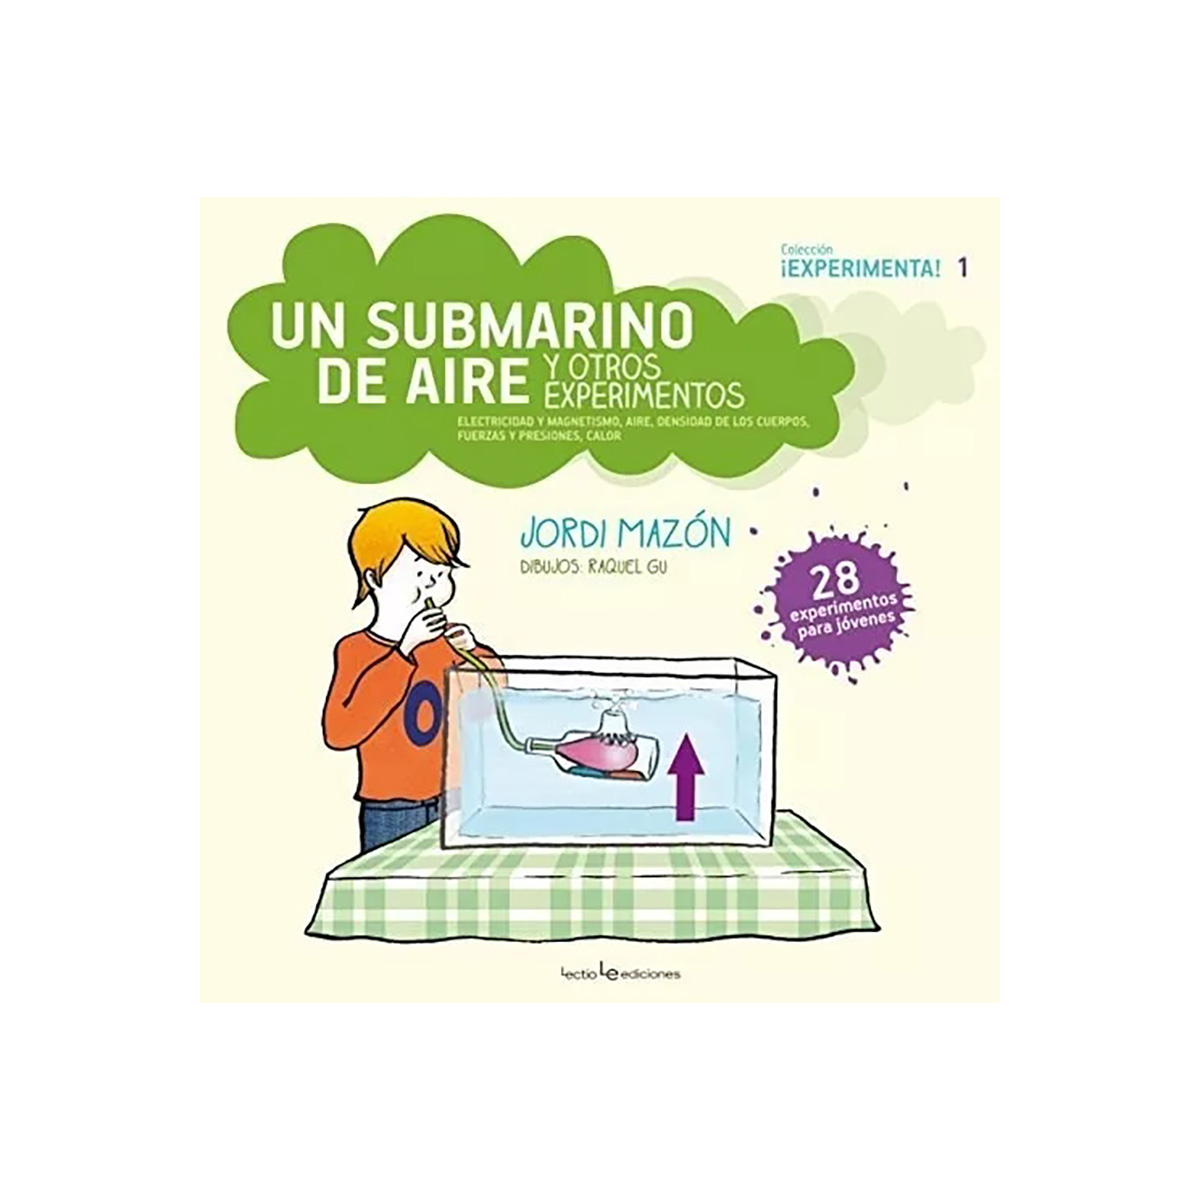 Colección
¡EXPERIMENTA! 1
UN SUBMARINO
DE AIRE Y OTROS
EXPERIMENTOS
ELECTRICIDAD Y MAGNETISMO, AIRE, DENSIDAD DE LOS CUERPOS,
FUERZAS Y PRESIONES, CALOR
JORDI MAZÓN
DIBUJOS: RAQUEL GU
28
experimentos
para jóvenes
O
Lectio Le ediciones